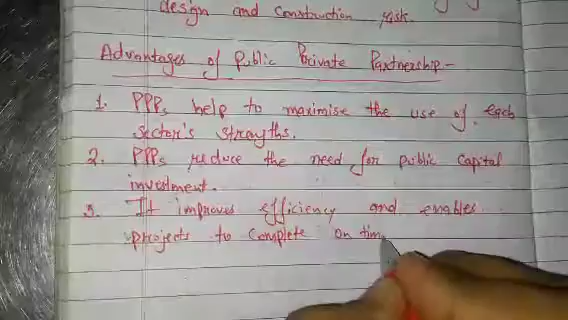 design and construction risk.
Advantages of Public Private Partnership-
1. PPPs help to maximise the use of each
sector's strengths.
2. PPPs reduce the need for public capital
investment.
3. It improves efficiency and enables
projects to complete on time